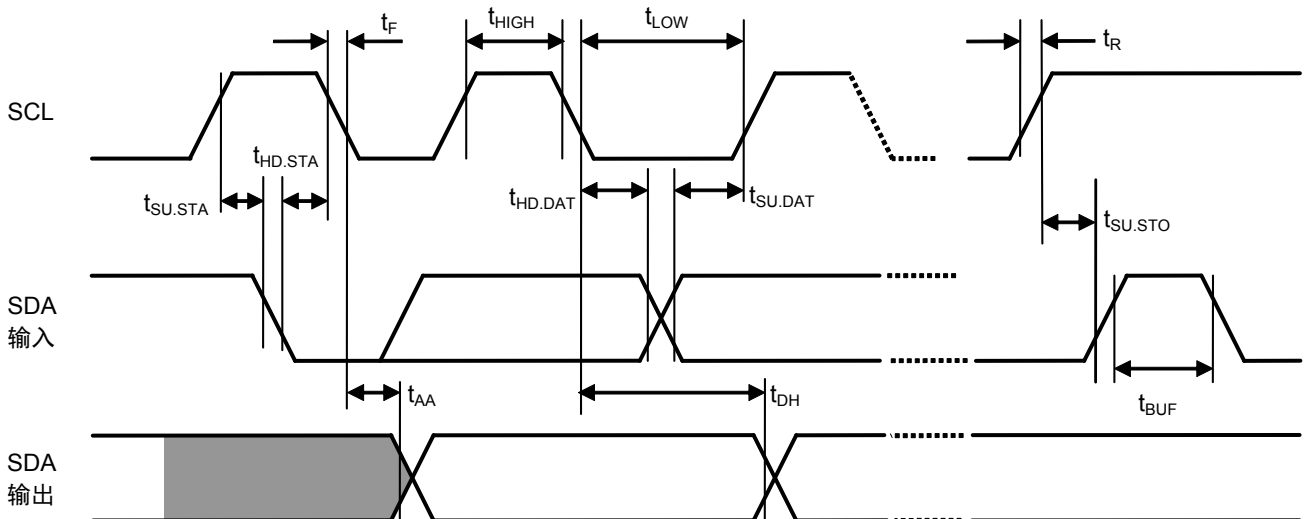 tF
tHIGH
tLOW
tR
SCL
tHD.STA
tSU.STA
tHD.DAT
tSU.DAT
tSU.STO
SDA
输入
tAA
tDH
tBUF
SDA
输出